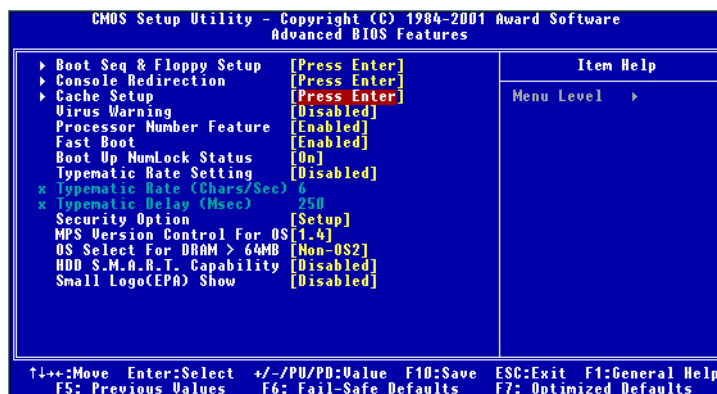 CMOS Setup Utility - Copyright (C) 1984-2001 Award Software
Advanced BIOS Features
Boot Seq & Floppy Setup [Press Enter]
Console Redirection [Press Enter]
Cache Setup [Press Enter]
Virus Warning [Disabled]
Processor Number Feature [Enabled]
Fast Boot [Enabled]
Boot Up NumLock Status [On]
Typematic Rate Setting [Disabled]
x Typematic Rate (Chars/Sec) 6
x Typematic Delay (Msec) 250
Security Option [Setup]
MPS Version Control For OS[1.4]
OS Select For DRAM > 64MB [Non-OS2]
HDD S.M.A.R.T. Capability [Disabled]
Small Logo(EPA) Show [Disabled]
Item Help
Menu Level
↑↓→←:Move Enter:Select +/-/PU/PD:Value F10:Save ESC:Exit F1:General Help
F5: Previous Values F6: Fail-Safe Defaults F7: Optimized Defaults